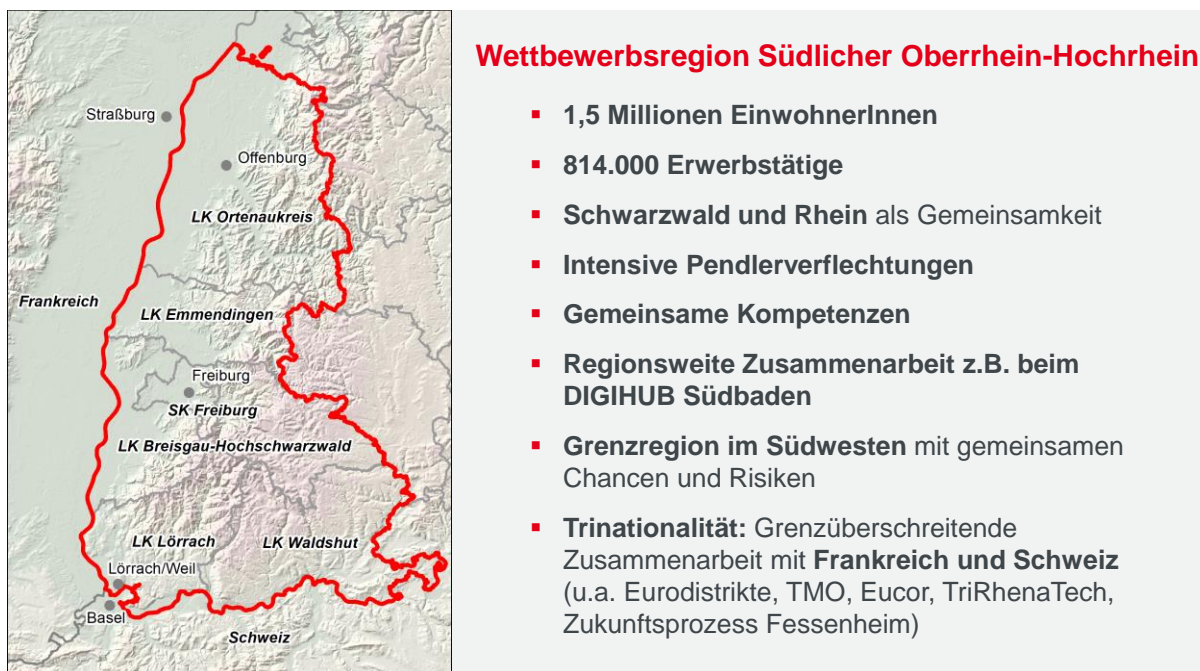 Straßburg
Offenburg
LK Ortenaukreis
Frankreich
LK Emmendingen
Freiburg
SK Freiburg
LK Breisgau-Hochschwarzwald
LK Lörrach
LK Waldshut
Lörrach/Weil
Basel
Schweiz
Wettbewerbsregion Südlicher Oberrhein-Hochrhein
▪ 1,5 Millionen EinwohnerInnen
▪ 814.000 Erwerbstätige
▪ Schwarzwald und Rhein als Gemeinsamkeit
▪ Intensive Pendlerverflechtungen
▪ Gemeinsame Kompetenzen
▪ Regionsweite Zusammenarbeit z.B. beim
DIGIHUB Südbaden
▪ Grenzregion im Südwesten mit gemeinsamen
Chancen und Risiken
▪ Trinationalität: Grenzüberschreitende
Zusammenarbeit mit Frankreich und Schweiz
(u.a. Eurodistrikte, TMO, Eucor, TriRhenaTech,
Zukunftsprozess Fessenheim)